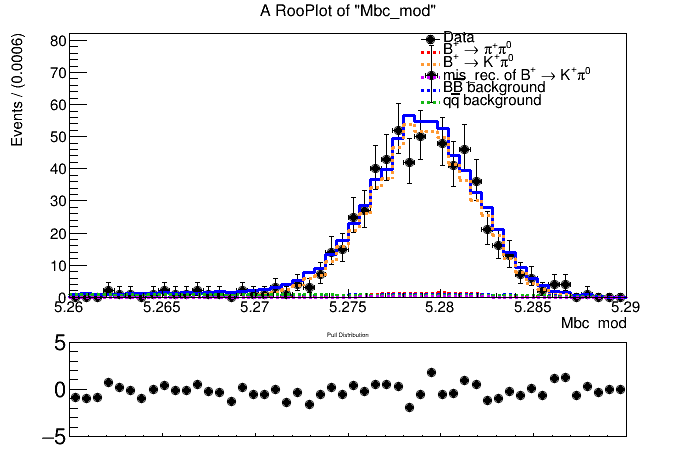 A RooPlot of "Mbc_mod"
Events / (0.0006)
80
70
60
50
40
30
20
10
0
Data
B⁺ → π⁺π⁰
B⁺ → K⁺π⁰
mis_rec. of B⁺ → K⁺π⁰
BB̅ background
qq̅ background
5.26 5.265 5.27 5.275 5.28 5.285 5.29
Mbc_mod
Pull Distribution
5
0
−5